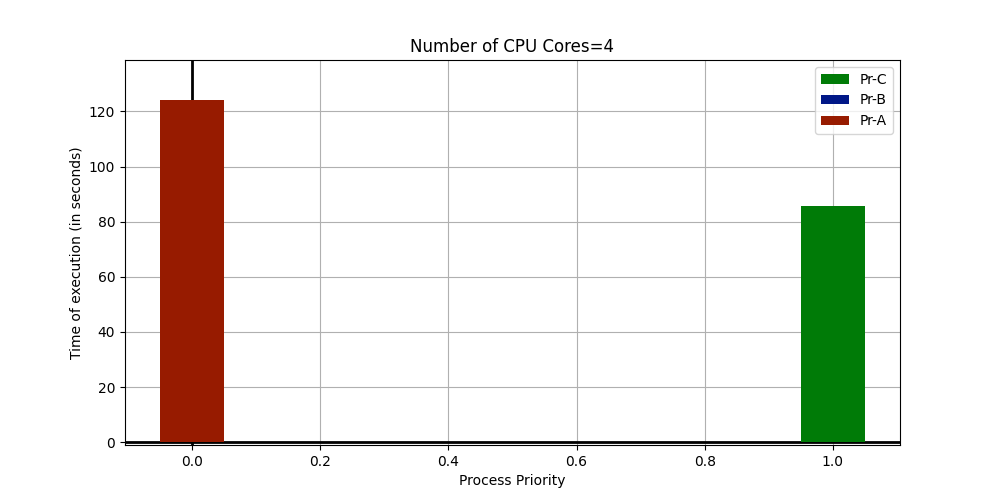 Number of CPU Cores=4
Pr-C
Pr-B
Pr-A
Time of execution (in seconds)
120
100
80
60
40
20
0
0.0 0.2 0.4 0.6 0.8 1.0
Process Priority